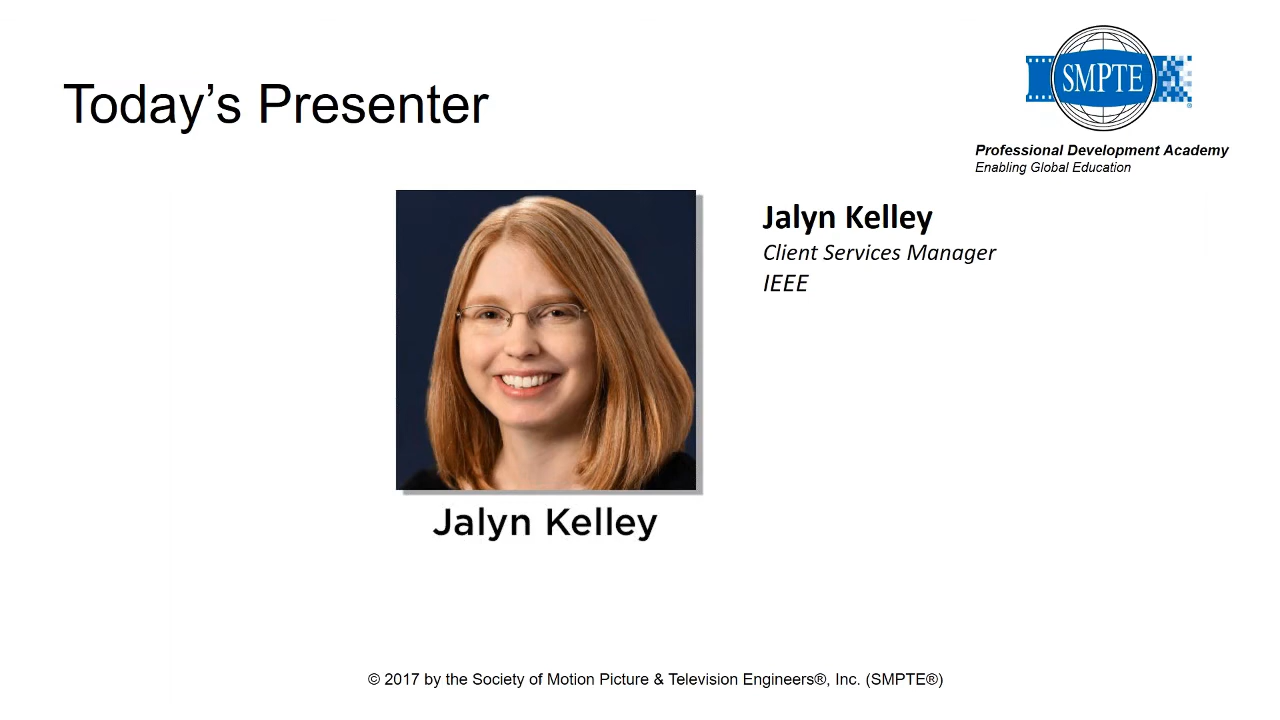 Today’s Presenter
SMPTE
®
Professional Development Academy
Enabling Global Education
Jalyn Kelley
Client Services Manager
IEEE
Jalyn Kelley
© 2017 by the Society of Motion Picture & Television Engineers®, Inc. (SMPTE®)